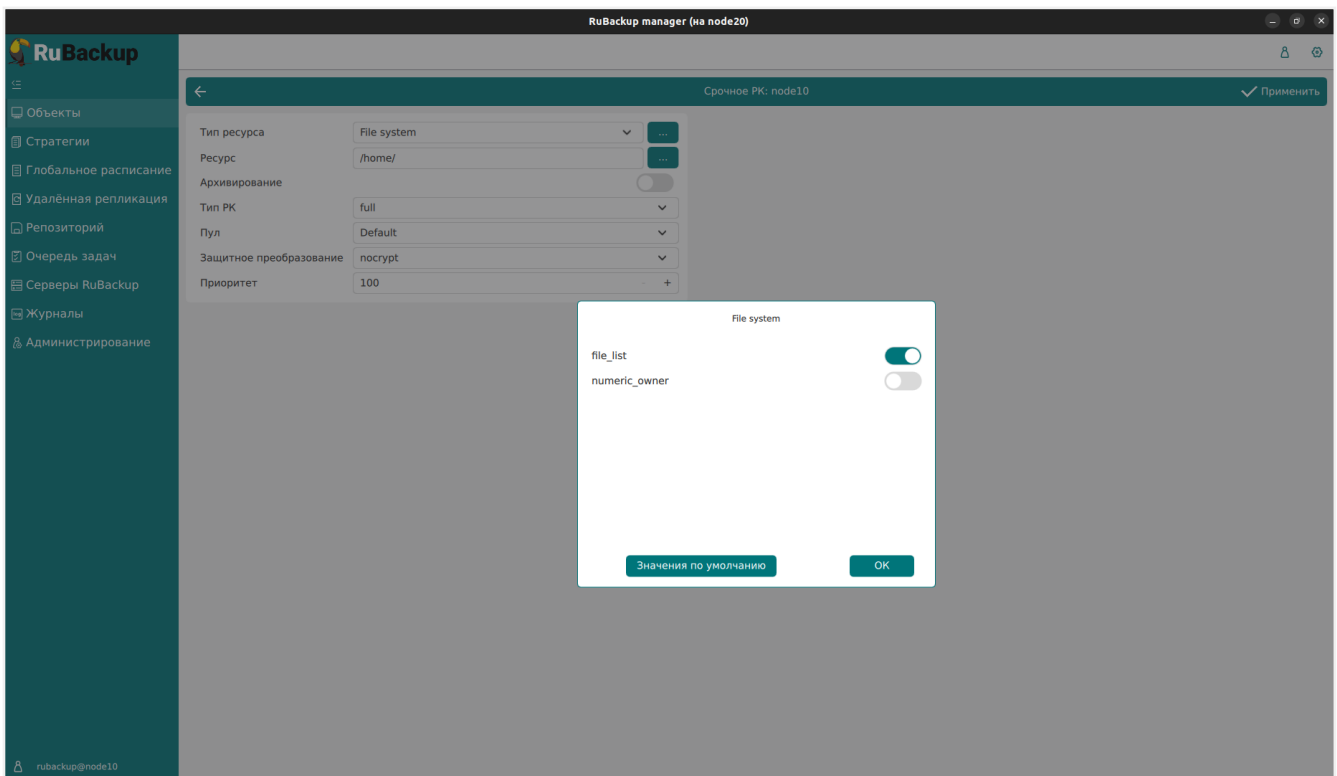 RuBackup manager (на node20)
RuBackup
Срочное РК: node10
Применить
Объекты
Стратегии
Глобальное расписание
Удалённая репликация
Репозиторий
Очередь задач
Серверы RuBackup
Журналы
Администрирование
Тип ресурса File system ...
Ресурс /home/ ...
Архивирование
Тип РК full
Пул Default
Защитное преобразование nocrypt
Приоритет 100 - +
File system
file_list
numeric_owner
Значения по умолчанию OK
rubackup@node10